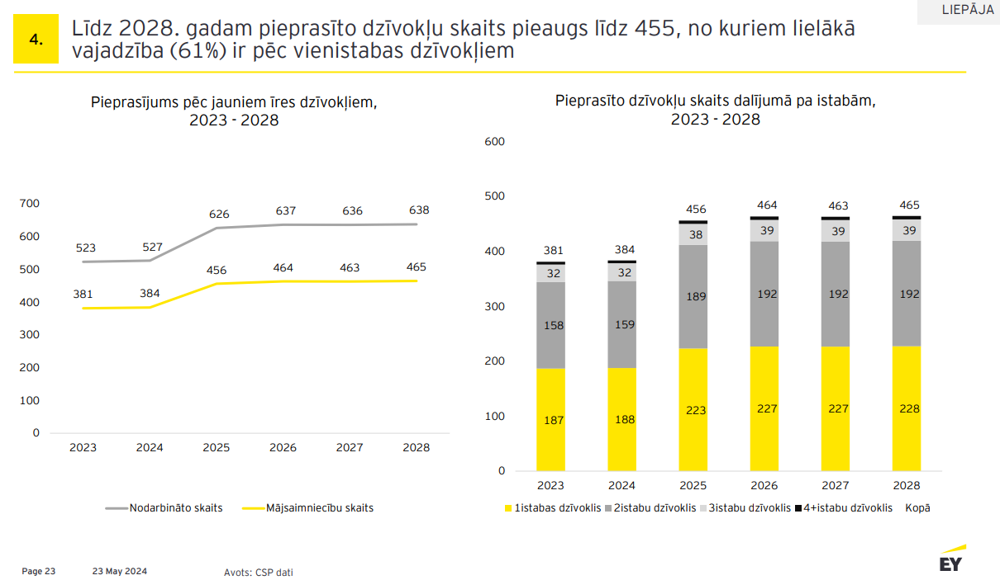 LIEPĀJA
4.
Līdz 2028. gadam pieprasīto dzīvokļu skaits pieaugs līdz 455, no kuriem lielākā
vajadzība (61%) ir pēc vienistabas dzīvokļiem
Pieprasījums pēc jauniem īres dzīvokļiem,
2023 - 2028
700
600
500
400
300
200
100
0
523 527 626 637 636 638
381 384 456 464 463 465
2023 2024 2025 2026 2027 2028
Nodarbināto skaits Mājsaimniecību skaits
Pieprasīto dzīvokļu skaits dalījumā pa istabām,
2023 - 2028
600
500
400
300
200
100
0
381 384 456 464 463 465
32 32 38 39 39 39
158 159 189 192 192 192
187 188 223 227 227 228
2023 2024 2025 2026 2027 2028
1istabas dzīvoklis 2istabu dzīvoklis 3istabu dzīvoklis 4+istabu dzīvoklis Kopā
Page 23 23 May 2024 Avots: CSP dati
EY